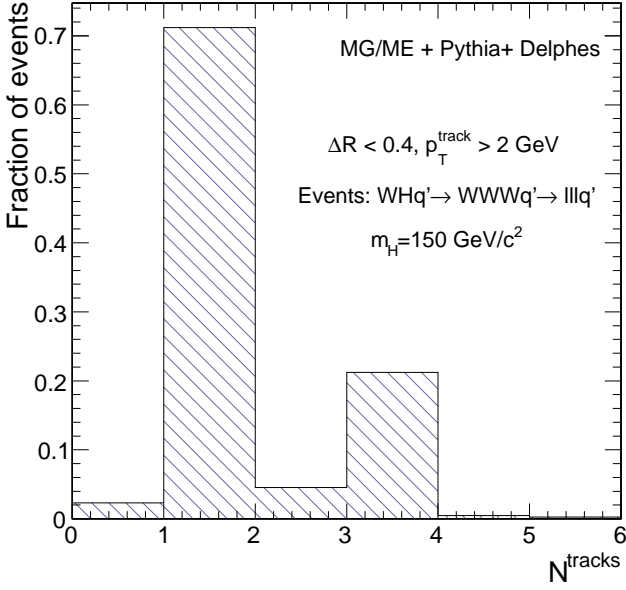 Fraction of events
0.7
0.6
0.5
0.4
0.3
0.2
0.1
0
MG/ME + Pythia+ Delphes
ΔR < 0.4, p_T^track > 2 GeV
Events: WHq'→ WWWq'→ lllq'
m_H=150 GeV/c²
0 1 2 3 4 5 6
N^tracks